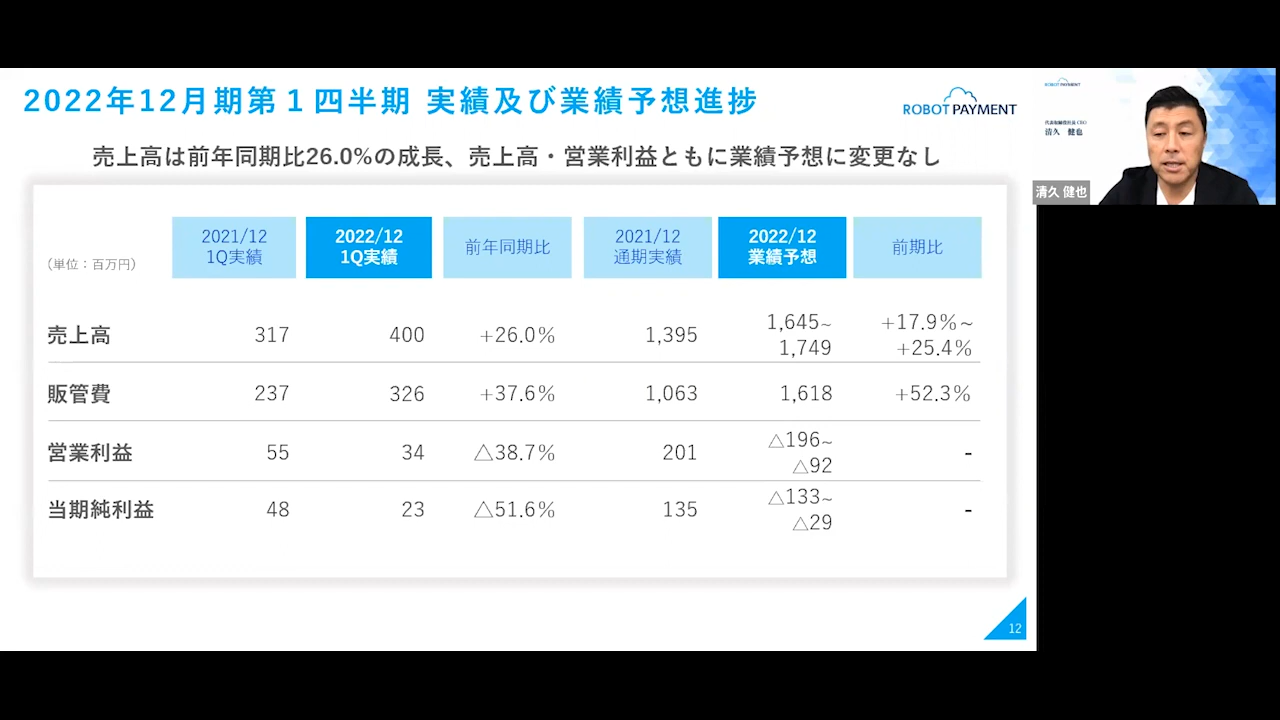 2022年12月期第１四半期 実績及び業績予想進捗
ROBOT PAYMENT
売上高は前年同期比26.0%の成長、売上高・営業利益ともに業績予想に変更なし
(単位：百万円)
2021/12
1Q実績
2022/12
1Q実績
前年同期比
2021/12
通期実績
2022/12
業績予想
前期比
売上高 317 400 +26.0% 1,395 1,645~ +17.9%~
1,749 +25.4%
販管費 237 326 +37.6% 1,063 1,618 +52.3%
営業利益 55 34 △38.7% 201 △196~ -
△92
当期純利益 48 23 △51.6% 135 △133~ -
△29
12
ROBOT PAYMENT
代表取締役社長 CEO
清久 健也
清久 健也